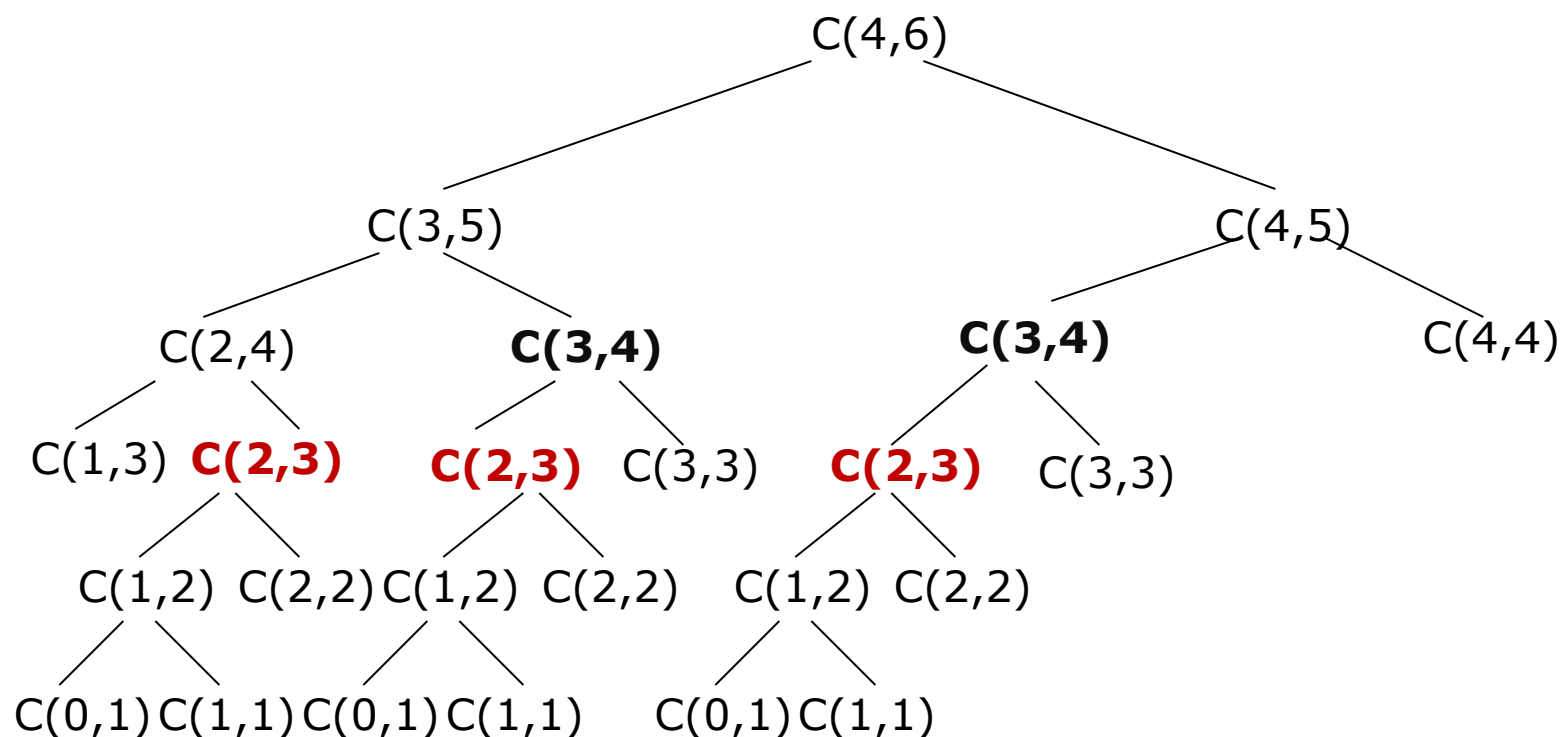 C(4,6)
C(3,5) C(4,5)
C(2,4) C(3,4) C(3,4) C(4,4)
C(1,3) C(2,3) C(2,3) C(3,3) C(2,3) C(3,3)
C(1,2) C(2,2) C(1,2) C(2,2) C(1,2) C(2,2)
C(0,1) C(1,1) C(0,1) C(1,1) C(0,1) C(1,1)